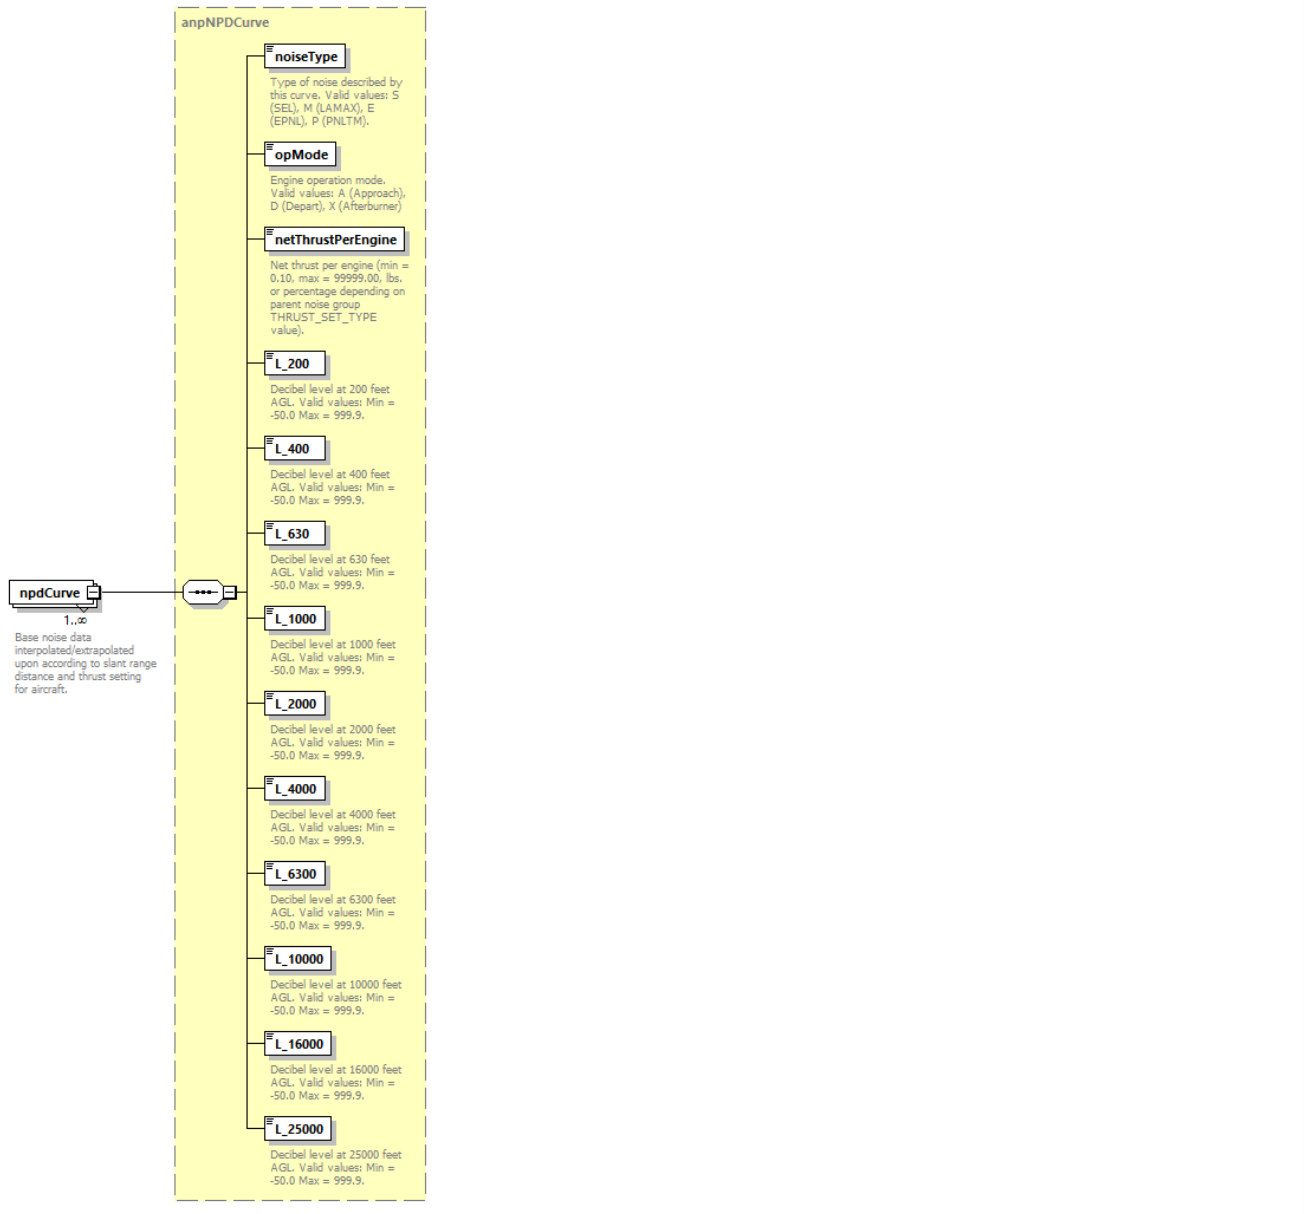 anpNPDCurve
noiseType
Type of noise described by
this curve. Valid values: S
(SEL), M (LAMAX), E
(EPNL), P (PNLTM).
opMode
Engine operation mode.
Valid values: A (Approach),
D (Depart), X (Afterburner)
netThrustPerEngine
Net thrust per engine (min =
0.10, max = 99999.00, lbs.
or percentage depending on
parent noise group
THRUST_SET_TYPE
value).
L_200
Decibel level at 200 feet
AGL. Valid values: Min =
-50.0 Max = 999.9.
L_400
Decibel level at 400 feet
AGL. Valid values: Min =
-50.0 Max = 999.9.
L_630
Decibel level at 630 feet
AGL. Valid values: Min =
-50.0 Max = 999.9.
npdCurve
1..∞
Base noise data
interpolated/extrapolated
upon according to slant range
distance and thrust setting
for aircraft.
L_1000
Decibel level at 1000 feet
AGL. Valid values: Min =
-50.0 Max = 999.9.
L_2000
Decibel level at 2000 feet
AGL. Valid values: Min =
-50.0 Max = 999.9.
L_4000
Decibel level at 4000 feet
AGL. Valid values: Min =
-50.0 Max = 999.9.
L_6300
Decibel level at 6300 feet
AGL. Valid values: Min =
-50.0 Max = 999.9.
L_10000
Decibel level at 10000 feet
AGL. Valid values: Min =
-50.0 Max = 999.9.
L_16000
Decibel level at 16000 feet
AGL. Valid values: Min =
-50.0 Max = 999.9.
L_25000
Decibel level at 25000 feet
AGL. Valid values: Min =
-50.0 Max = 999.9.